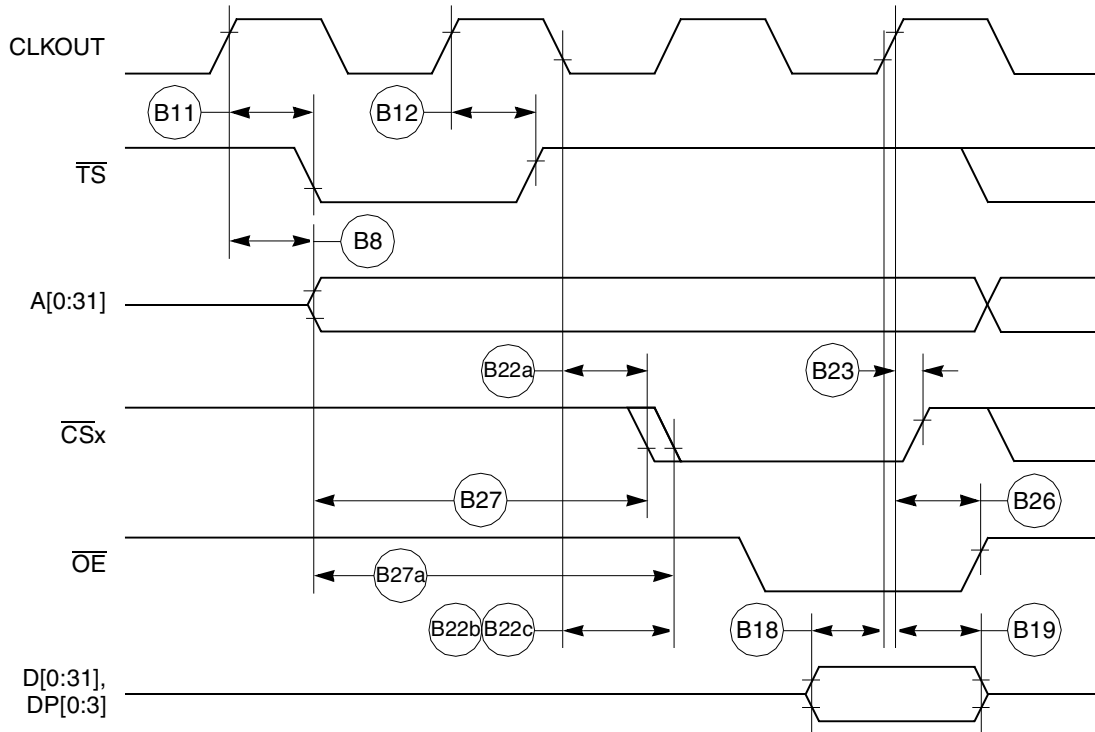 CLKOUT
B11
B12
TS
B8
A[0:31]
B22a
B23
CSx
B27
B26
OE
B27a
B22b B22c
B18
B19
D[0:31],
DP[0:3]